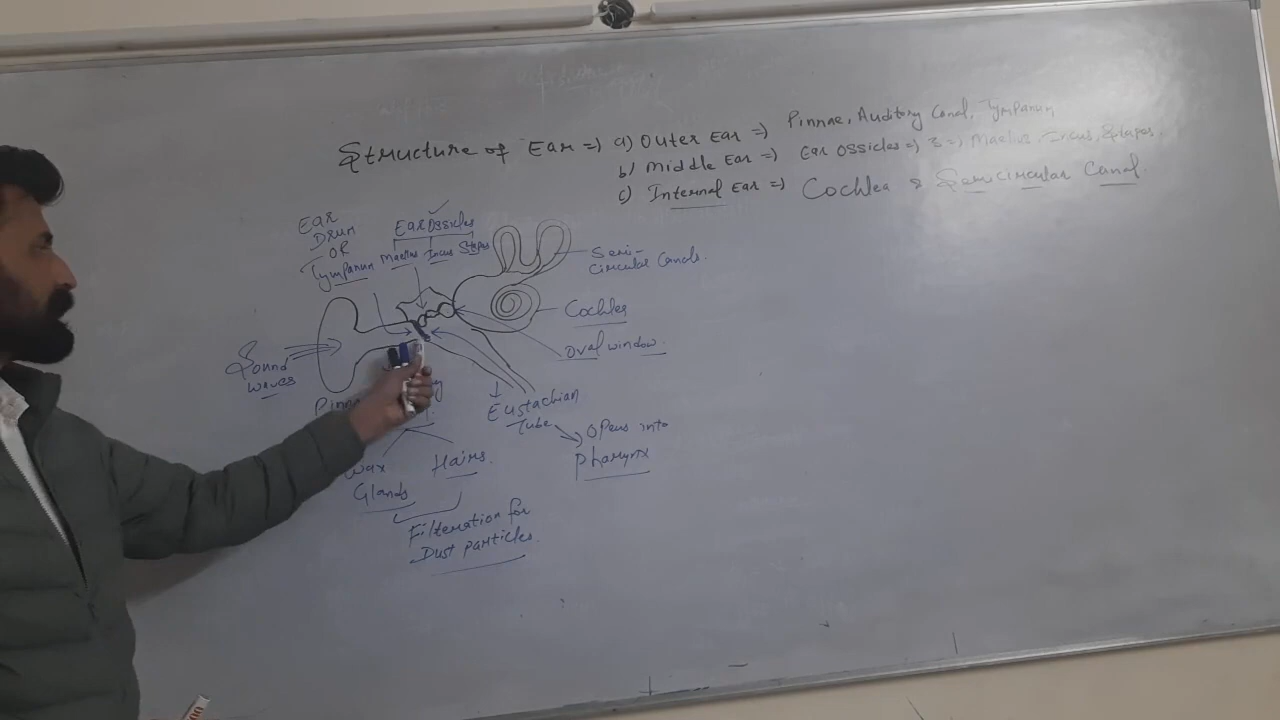 Structure of Ear => a) Outer Ear => Pinnae, Auditory Canal, Tympanum
b) Middle Ear => Ear Ossicles => 3 => Maelus, Incus, Stapes.
c) Internal Ear => Cochlea & Semicircular Canal.
Ear
Drum
OR
Tympanum
Ear Ossicles
Maelus Incus Stapes
Semi-
circular Canals.
Cochlea
Oval window.
Sound
waves
Pinna
Eustachian
Tube
Opens into
Pharynx
Wax
Glands
Hairs.
Filteration for
Dust particles.